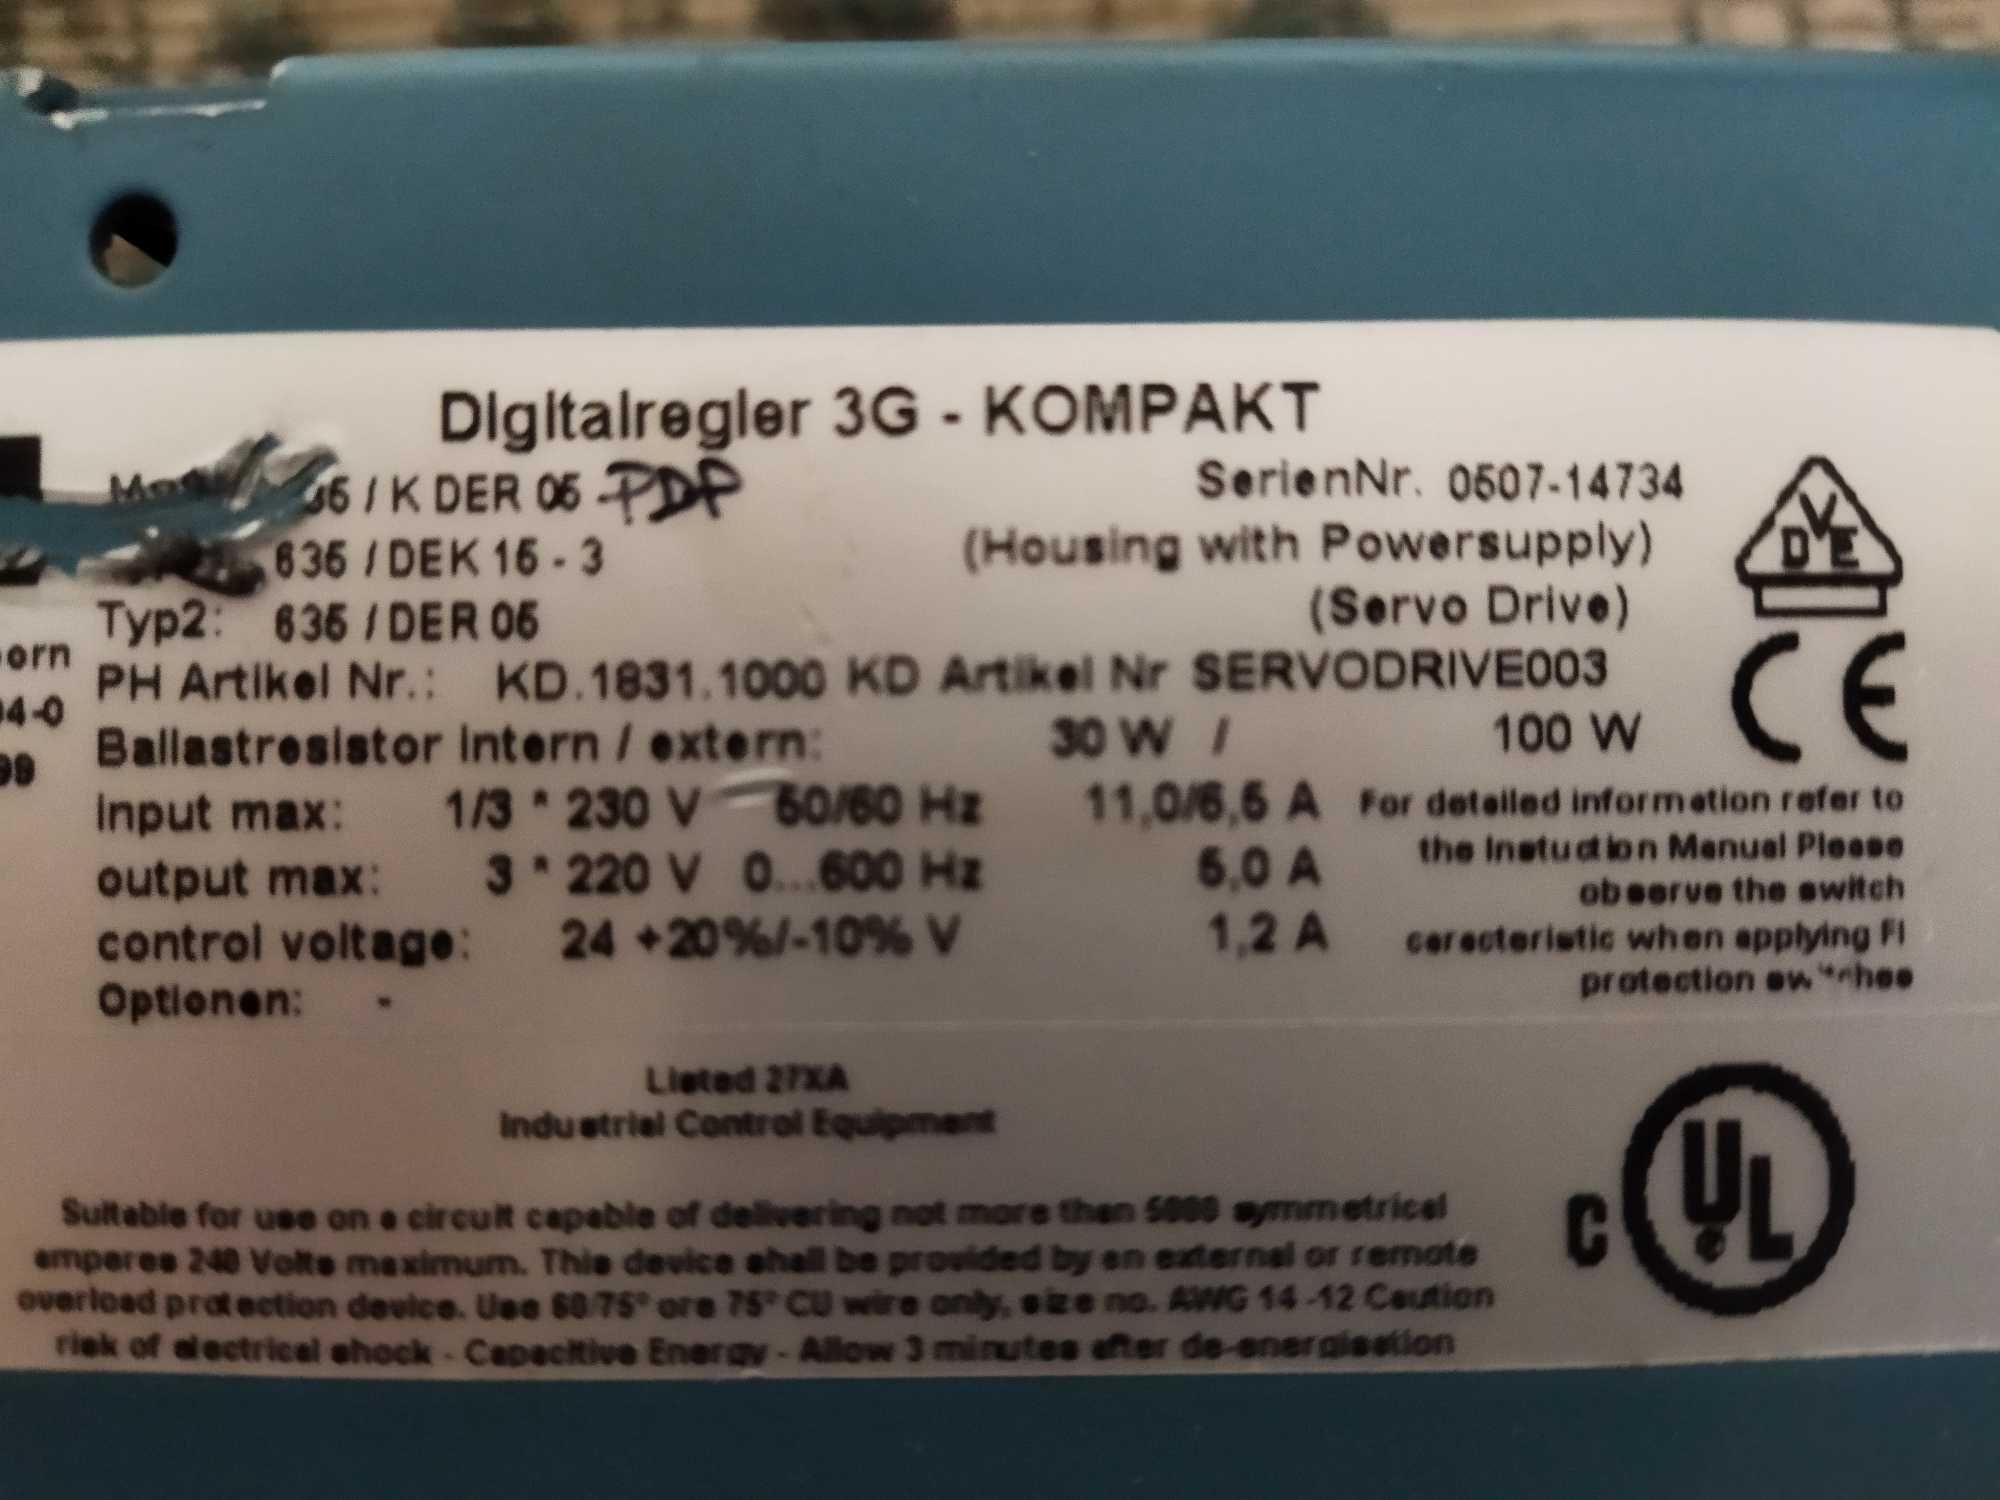 Digitalregler 3G - KOMPAKT
35 / K DER 05 -PDP
SerienNr. 0507-14734
635 / DEK 15 - 3
(Housing with Powersupply)
Typ2: 635 / DER 05
(Servo Drive)
VDE
orn
PH Artikel Nr.: KD.1831.1000 KD Artikel Nr SERVODRIVE003
4-0
CE
Ballastresistor intern / extern: 30 W / 100 W
99
input max: 1/3 * 230 V 50/60 Hz 11,0/6,5 A
output max: 3 * 220 V 0...600 Hz 5,0 A
control voltage: 24 +20%/-10% V 1,2 A
Optionen: -
For detailed information refer to
the Instuction Manual Please
observe the switch
caracteristic when applying FI
protection switches
Listed 27XA
Industrial Control Equipment
Suitable for use on a circuit capable of delivering not more than 5000 symmetrical
amperes 240 Volts maximum. This device shall be provided by an external or remote
overload protection device. Use 60/75° ore 75° CU wire only, size no. AWG 14 -12 Caution
risk of electrical shock - Capacitive Energy - Allow 3 minutes after de-energisation
C UL